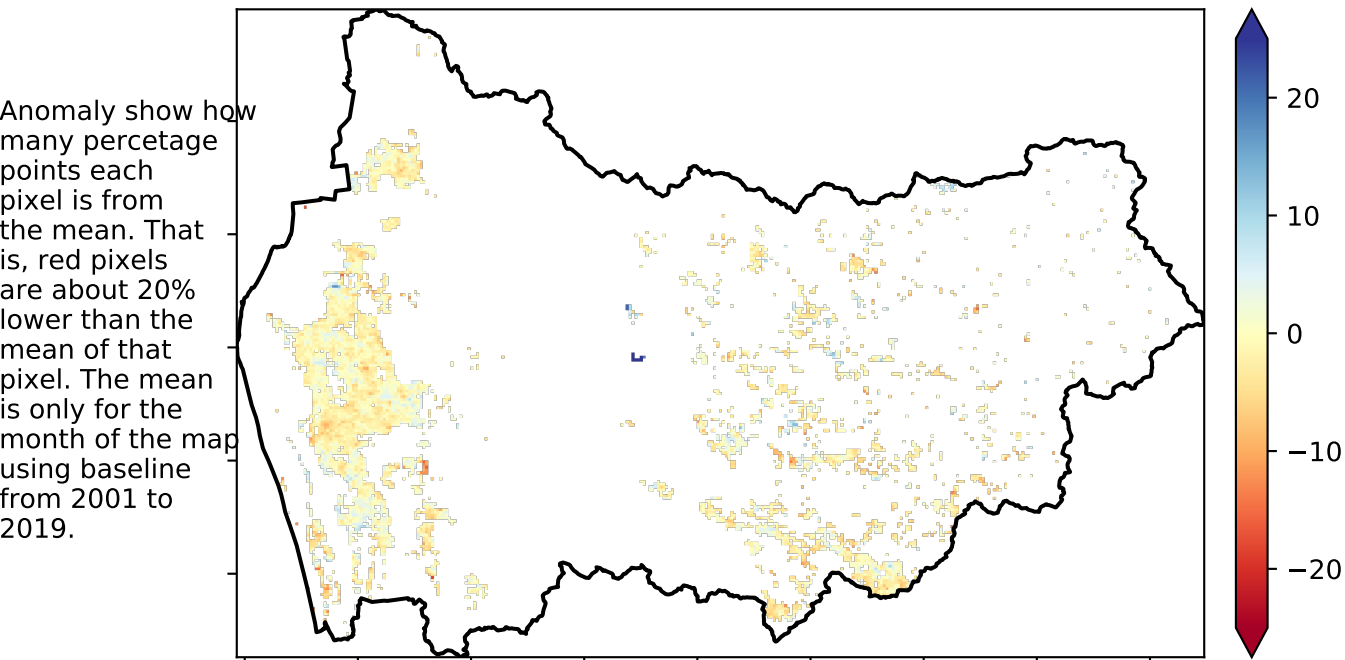 Anomaly show how
many percetage
points each
pixel is from
the mean. That
is, red pixels
are about 20%
lower than the
mean of that
pixel. The mean
is only for the
month of the map
using baseline
from 2001 to
2019.
20
10
0
−10
−20